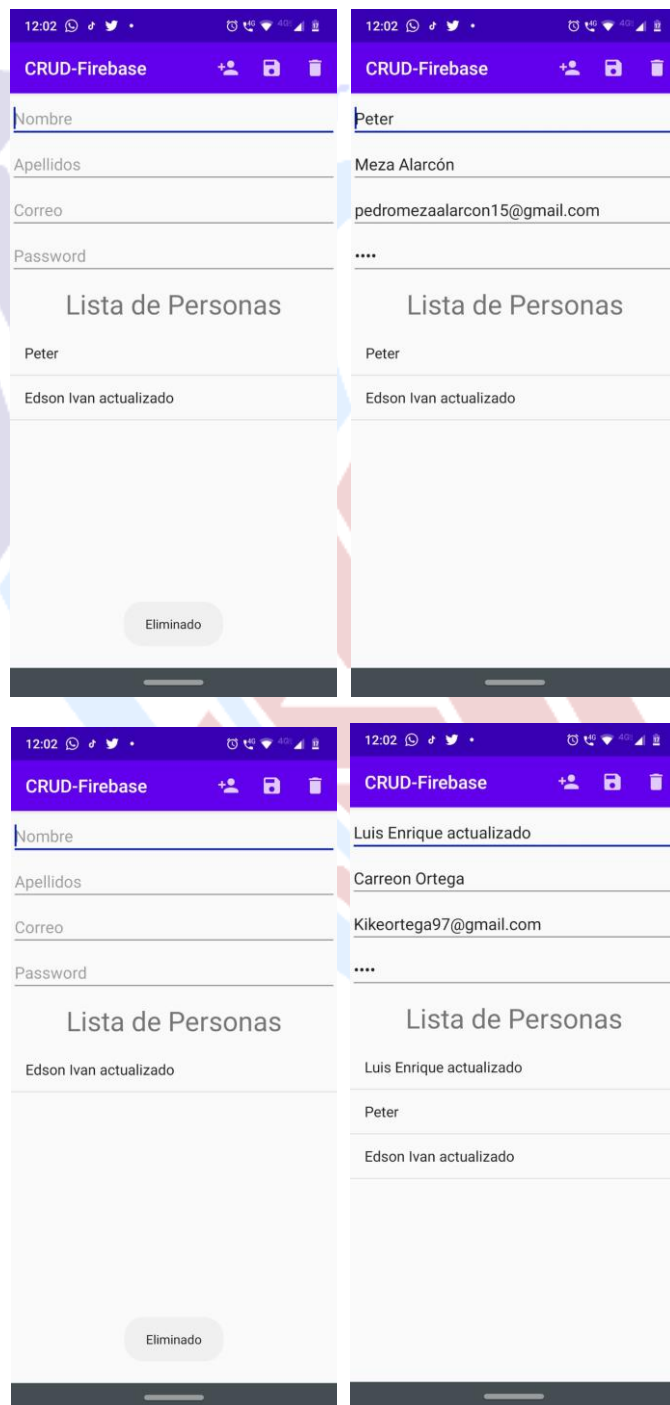 12:02
CRUD-Firebase
Nombre
Apellidos
Correo
Password
Lista de Personas
Peter
Edson Ivan actualizado
Eliminado
12:02
CRUD-Firebase
Peter
Meza Alarcón
pedromezaalarcon15@gmail.com
••••
Lista de Personas
Peter
Edson Ivan actualizado
12:02
CRUD-Firebase
Nombre
Apellidos
Correo
Password
Lista de Personas
Edson Ivan actualizado
Eliminado
12:02
CRUD-Firebase
Luis Enrique actualizado
Carreon Ortega
Kikeortega97@gmail.com
••••
Lista de Personas
Luis Enrique actualizado
Peter
Edson Ivan actualizado